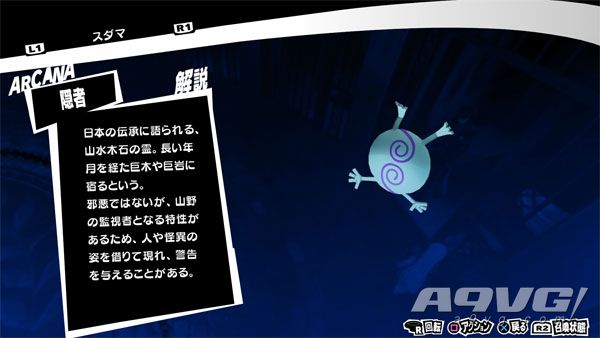 L1
スダマ
R1
ARCANA
隠者
解説
日本の伝承に語られる、
山水木石の霊。長い年
月を経た巨木や巨岩に
宿るという。
邪悪ではないが、山野
の監視者となる特性が
あるため、人や怪異の
姿を借りて現れ、警告
を与えることがある。
A9VG!
R 回転 アクション 戻る R2 召喚状態